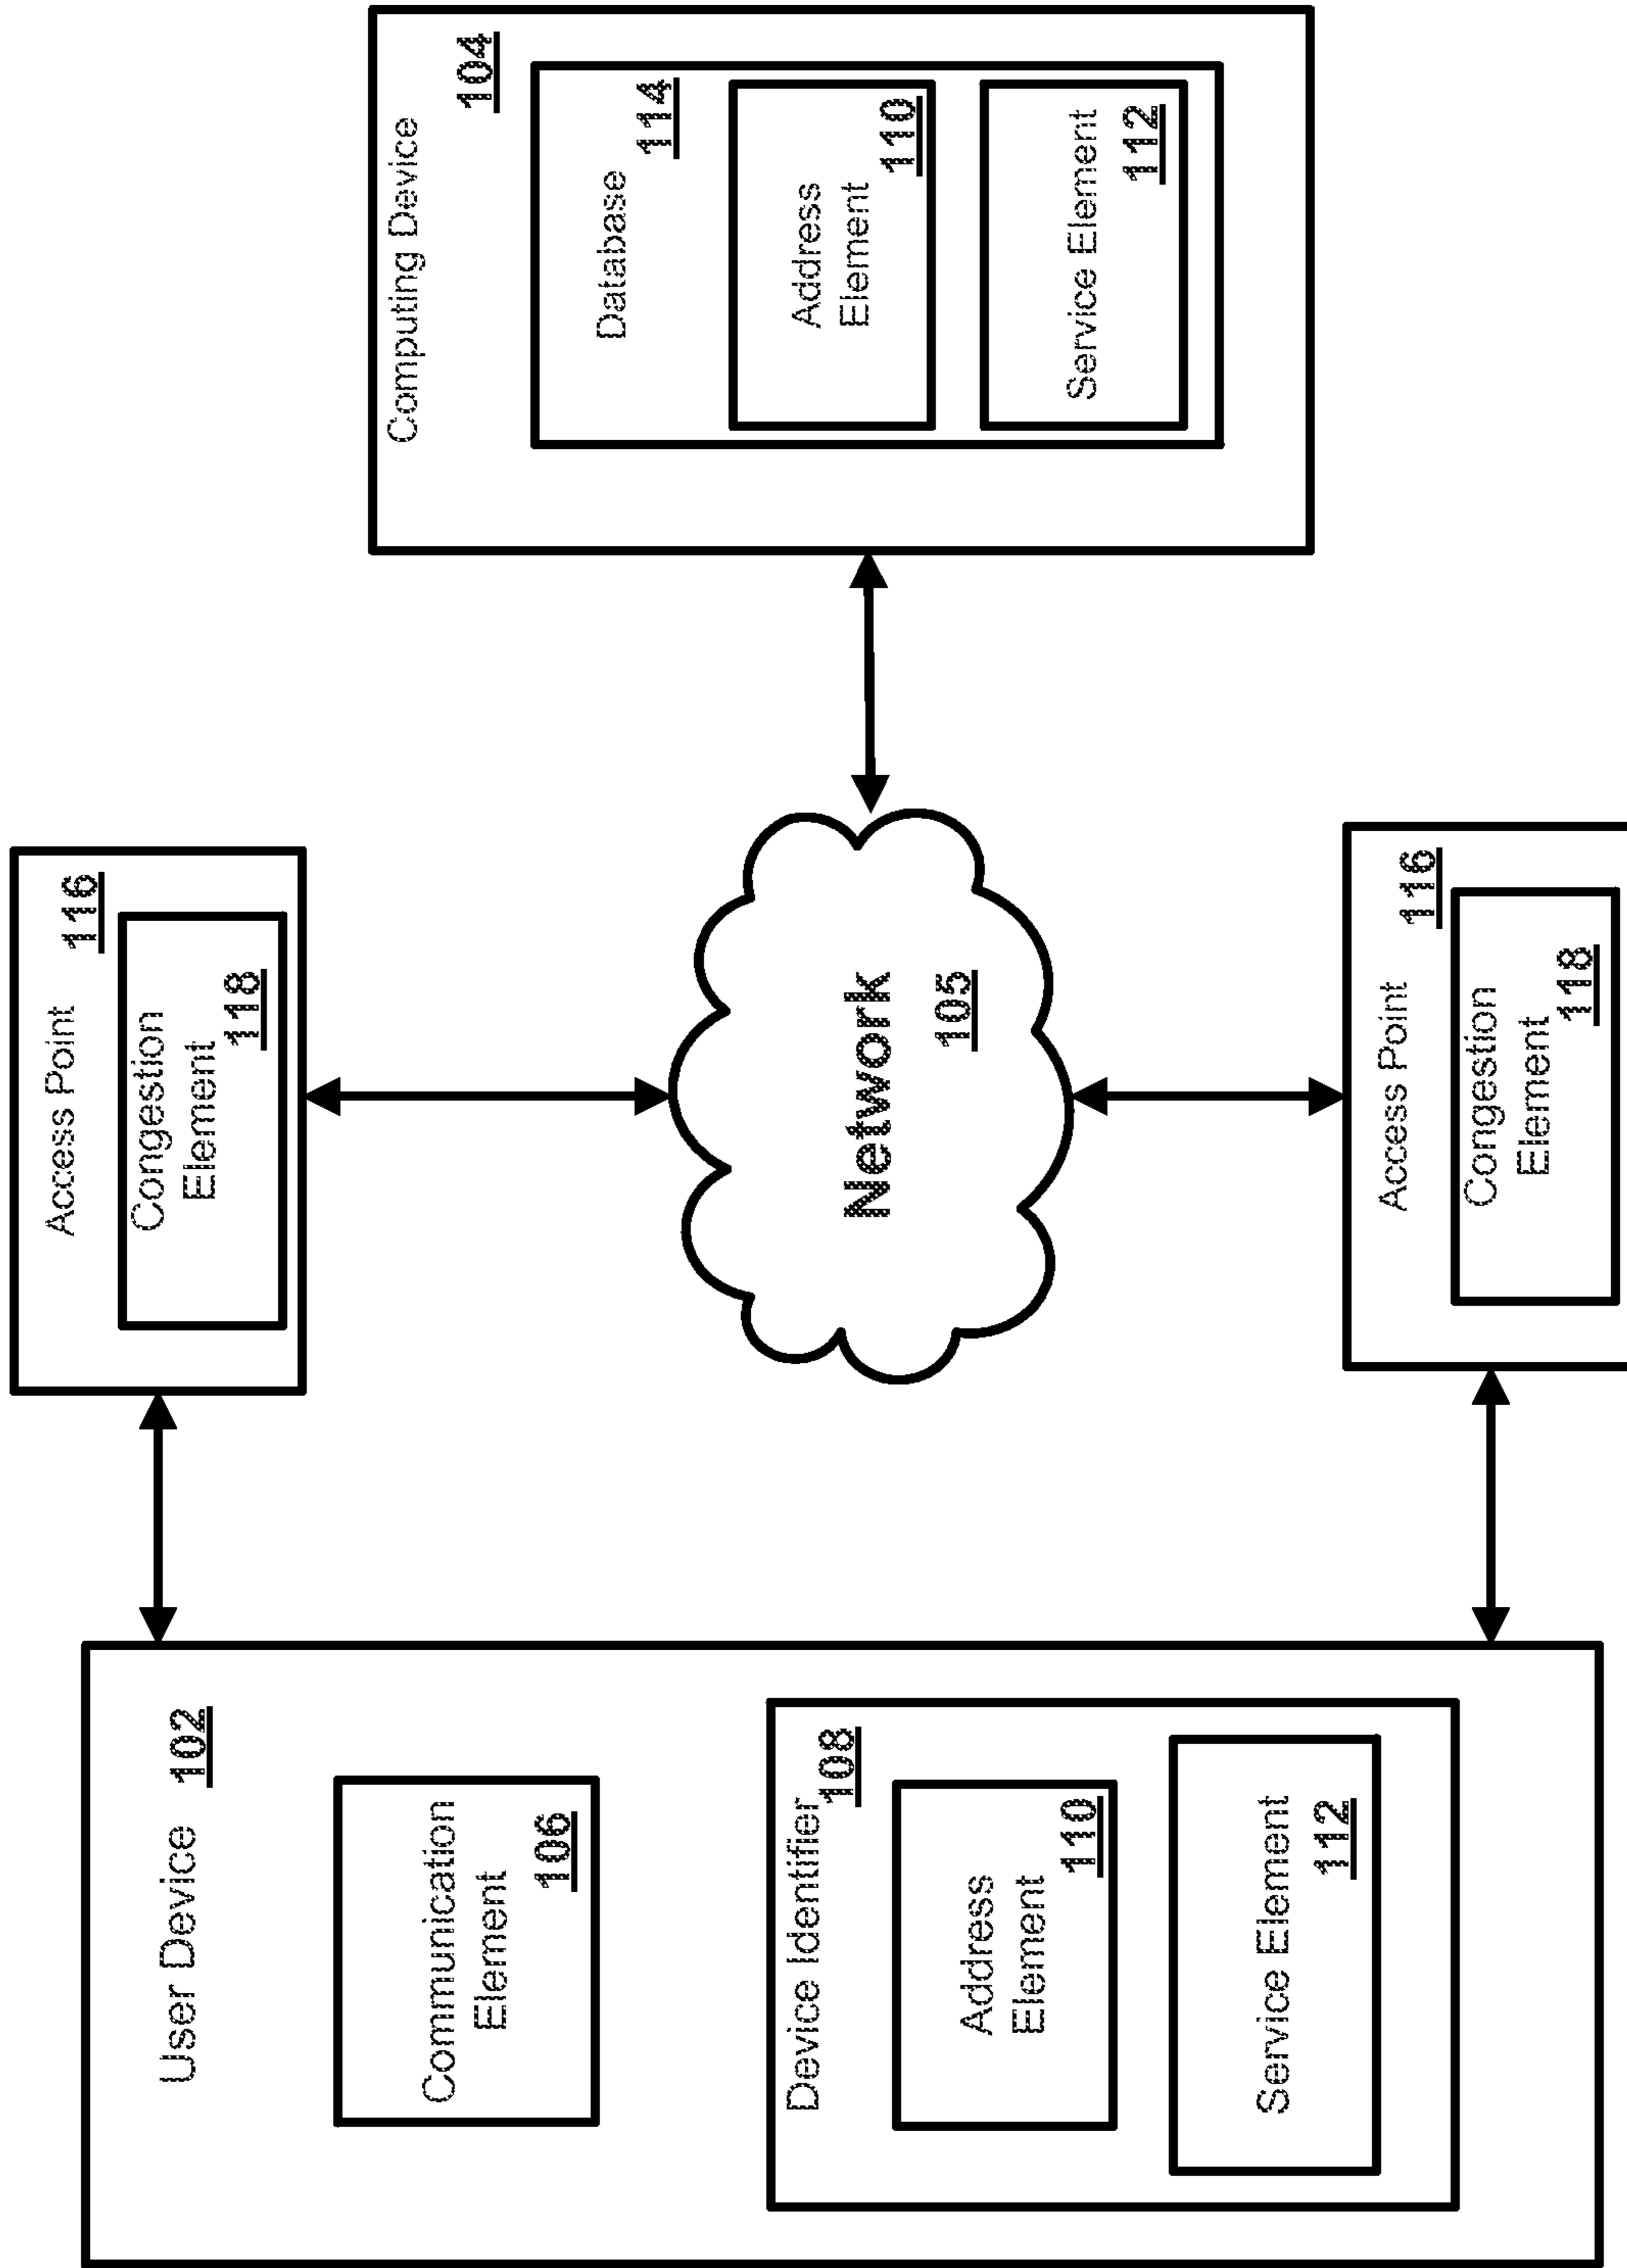 User Device 102
Communication
Element
106
Device Identifier
108
Address
Element
110
Service Element
112
Access Point
116
Congestion
Element
118
Network
105
Access Point
116
Congestion
Element
118
Computing Device
104
Database
114
Address
Element
110
Service Element
112